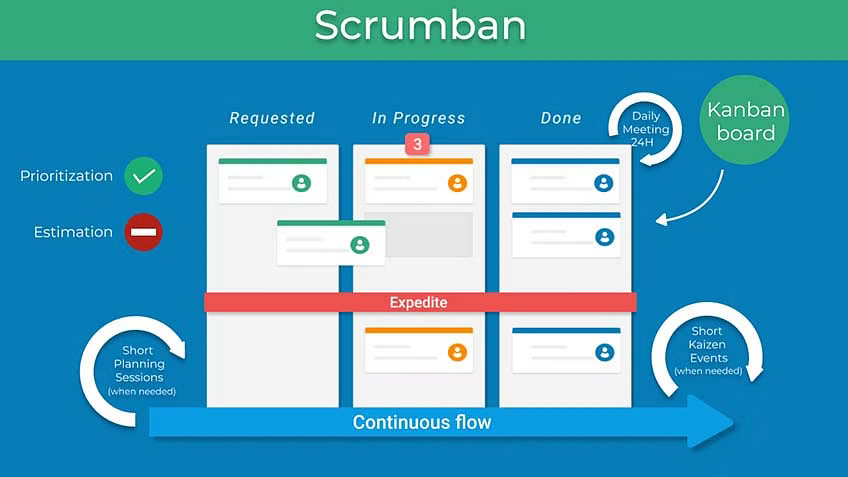 Scrumban
Requested
In Progress
Done
3
Daily
Meeting
24H
Kanban
board
Prioritization
Estimation
Expedite
Short
Planning
Sessions
(when needed)
Short
Kaizen
Events
(when needed)
Continuous flow